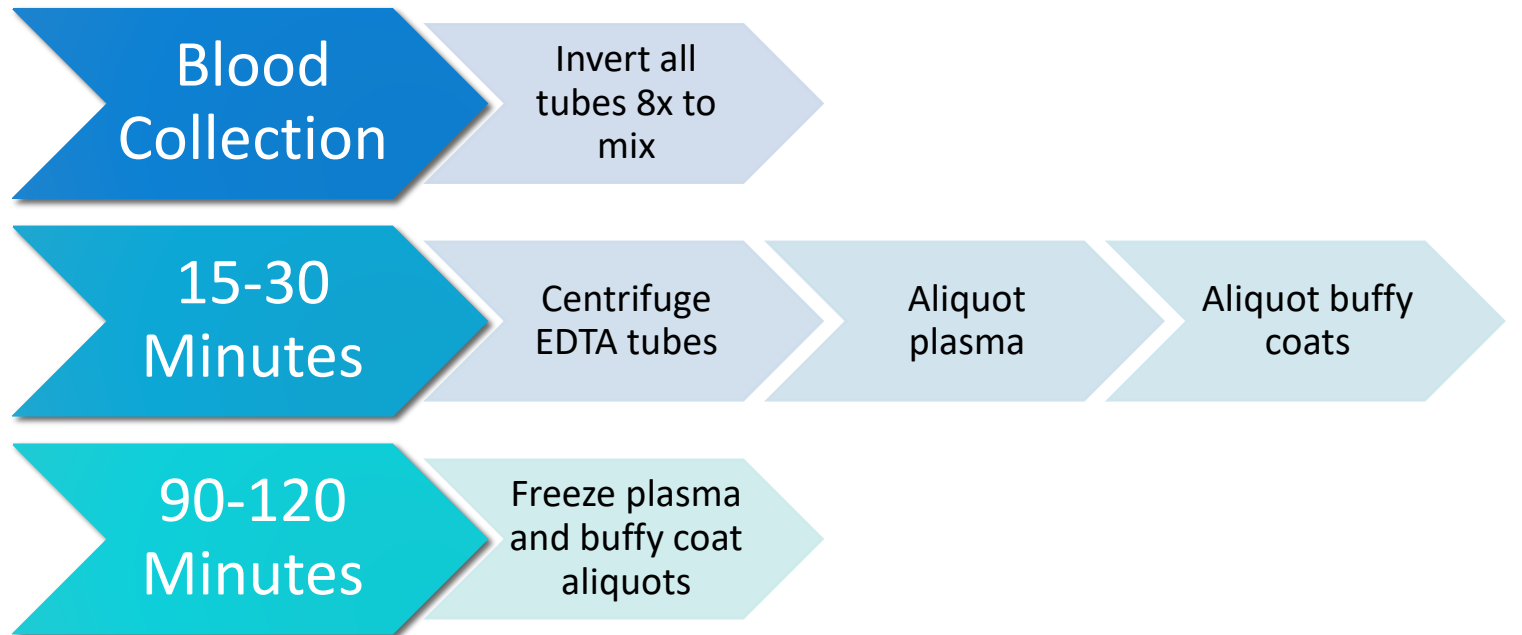 Blood
Collection
Invert all
tubes 8x to
mix
15-30
Minutes
Centrifuge
EDTA tubes
Aliquot
plasma
Aliquot buffy
coats
90-120
Minutes
Freeze plasma
and buffy coat
aliquots